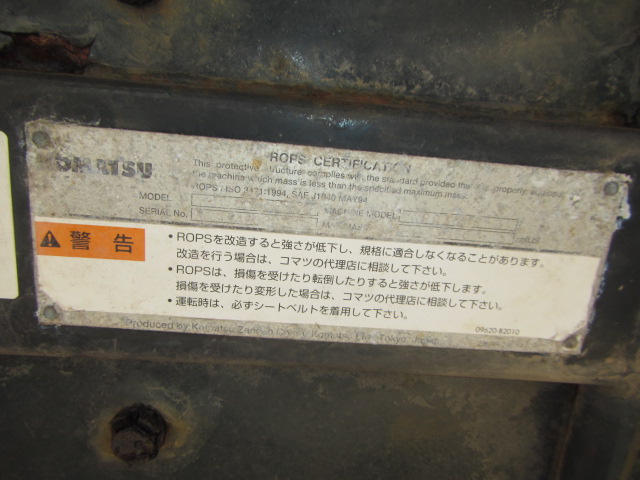 KOMATSU
ROPS CERTIFICATION
This protective structure complies with the standard provided the properly
the machine which mass is less than the specified maximum mass.
ROPS : ISO 3471:1994, SAE J1040 MAY94
MODEL MACHINE MODEL
SERIAL No.
警告
•ROPSを改造すると強さが低下し、規格に適合しなくなることがあります。
改造を行う場合は、コマツの代理店に相談して下さい。
•ROPSは、損傷を受けたり転倒したりすると強さが低下します。
損傷を受けたり変形した場合は、コマツの代理店に相談して下さい。
•運転時は、必ずシートベルトを着用して下さい。
09620-B2010
Produced by Komatsu Ltd. Tokyo